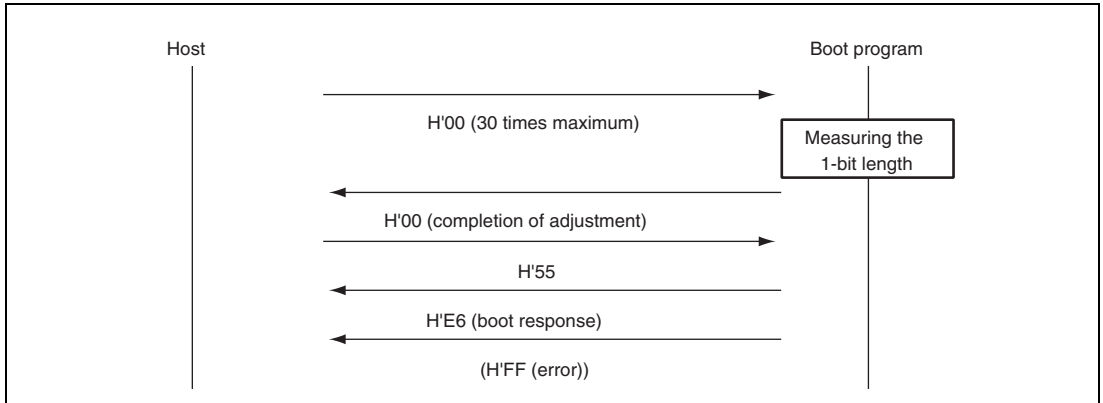 Host
Boot program
H'00 (30 times maximum)
Measuring the
1-bit length
H'00 (completion of adjustment)
H'55
H'E6 (boot response)
(H'FF (error))